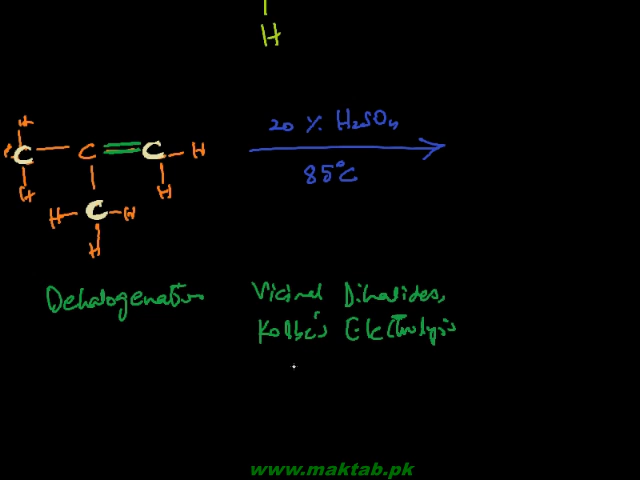 H
20 % H2SO4
85°C
H
C C C H
H H
H C H
H
Dehalogenation Vicinal Dihalides,
Kolbe's Electrolysis
www.maktab.pk